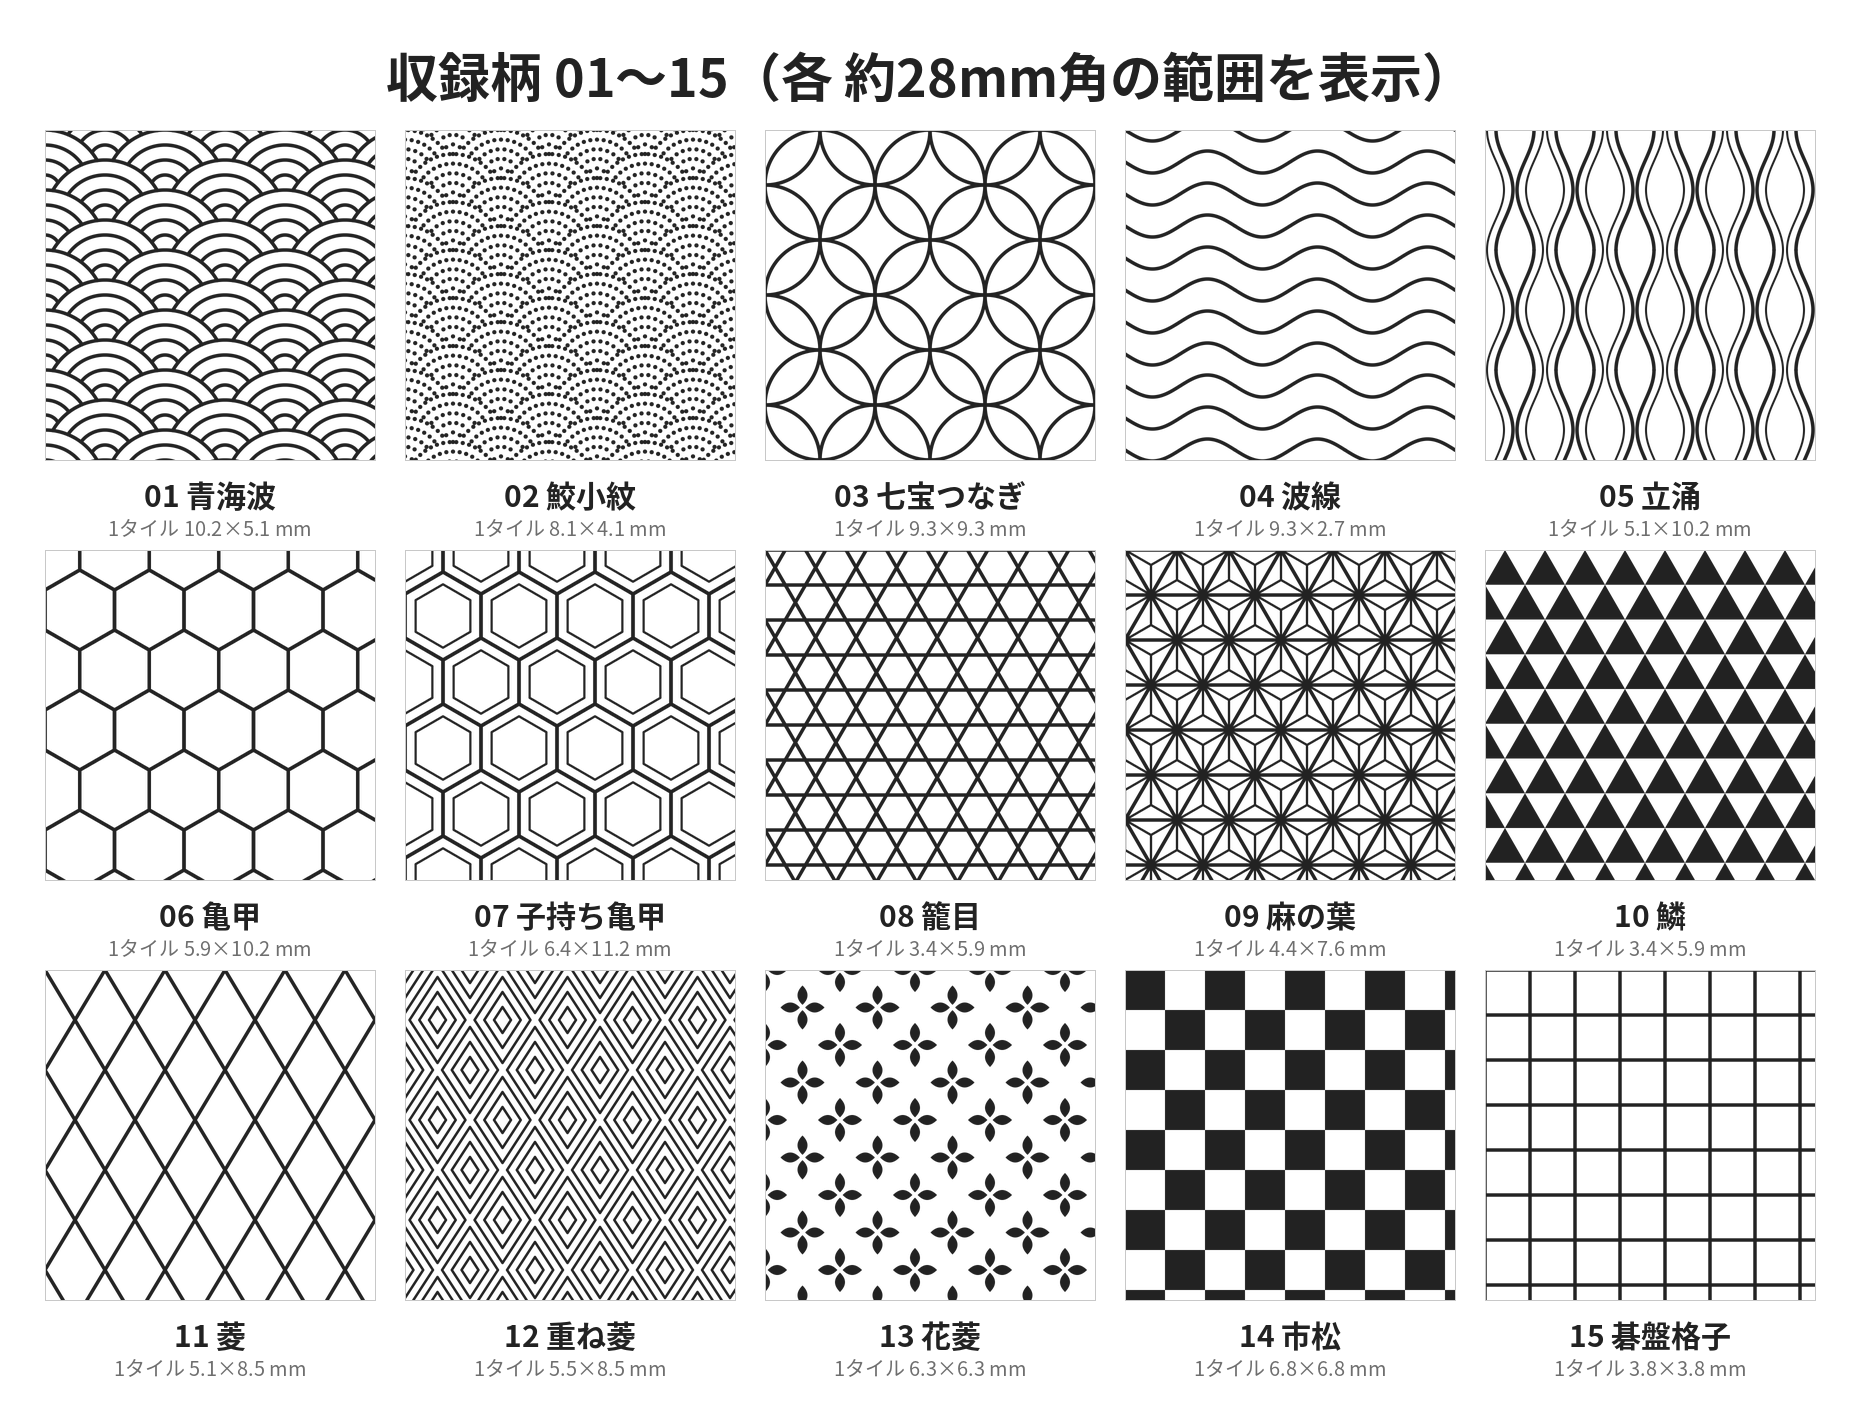 収録柄 01〜15（各 約28mm角の範囲を表示）
01 青海波
1タイル 10.2×5.1 mm
02 鮫小紋
1タイル 8.1×4.1 mm
03 七宝つなぎ
1タイル 9.3×9.3 mm
04 波線
1タイル 9.3×2.7 mm
05 立涌
1タイル 5.1×10.2 mm
06 亀甲
1タイル 5.9×10.2 mm
07 子持ち亀甲
1タイル 6.4×11.2 mm
08 籠目
1タイル 3.4×5.9 mm
09 麻の葉
1タイル 4.4×7.6 mm
10 鱗
1タイル 3.4×5.9 mm
11 菱
1タイル 5.1×8.5 mm
12 重ね菱
1タイル 5.5×8.5 mm
13 花菱
1タイル 6.3×6.3 mm
14 市松
1タイル 6.8×6.8 mm
15 碁盤格子
1タイル 3.8×3.8 mm